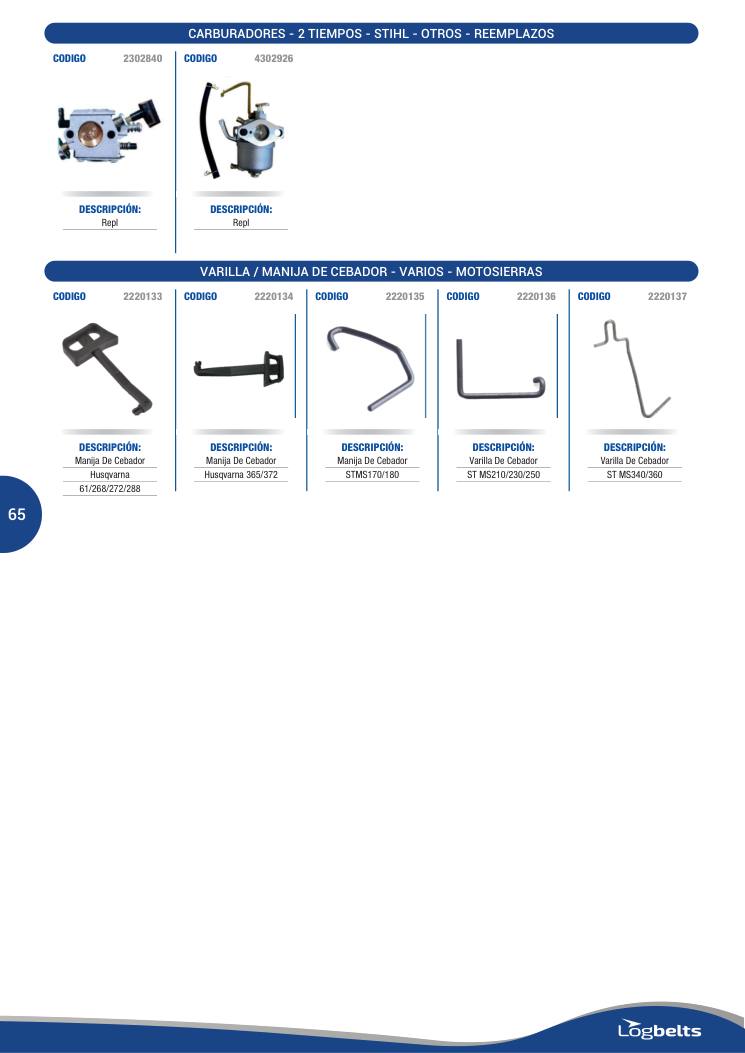 CARBURADORES - 2 TIEMPOS - STIHL - OTROS - REEMPLAZOS
CODIGO 2302840
DESCRIPCIÓN:
Repl
CODIGO 4302926
DESCRIPCIÓN:
Repl
VARILLA / MANIJA DE CEBADOR - VARIOS - MOTOSIERRAS
CODIGO 2220133
DESCRIPCIÓN:
Manija De Cebador
Husqvarna
61/268/272/288
CODIGO 2220134
DESCRIPCIÓN:
Manija De Cebador
Husqvarna 365/372
CODIGO 2220135
DESCRIPCIÓN:
Manija De Cebador
STMS170/180
CODIGO 2220136
DESCRIPCIÓN:
Varilla De Cebador
ST MS210/230/250
CODIGO 2220137
DESCRIPCIÓN:
Varilla De Cebador
ST MS340/360
65
Logbelts